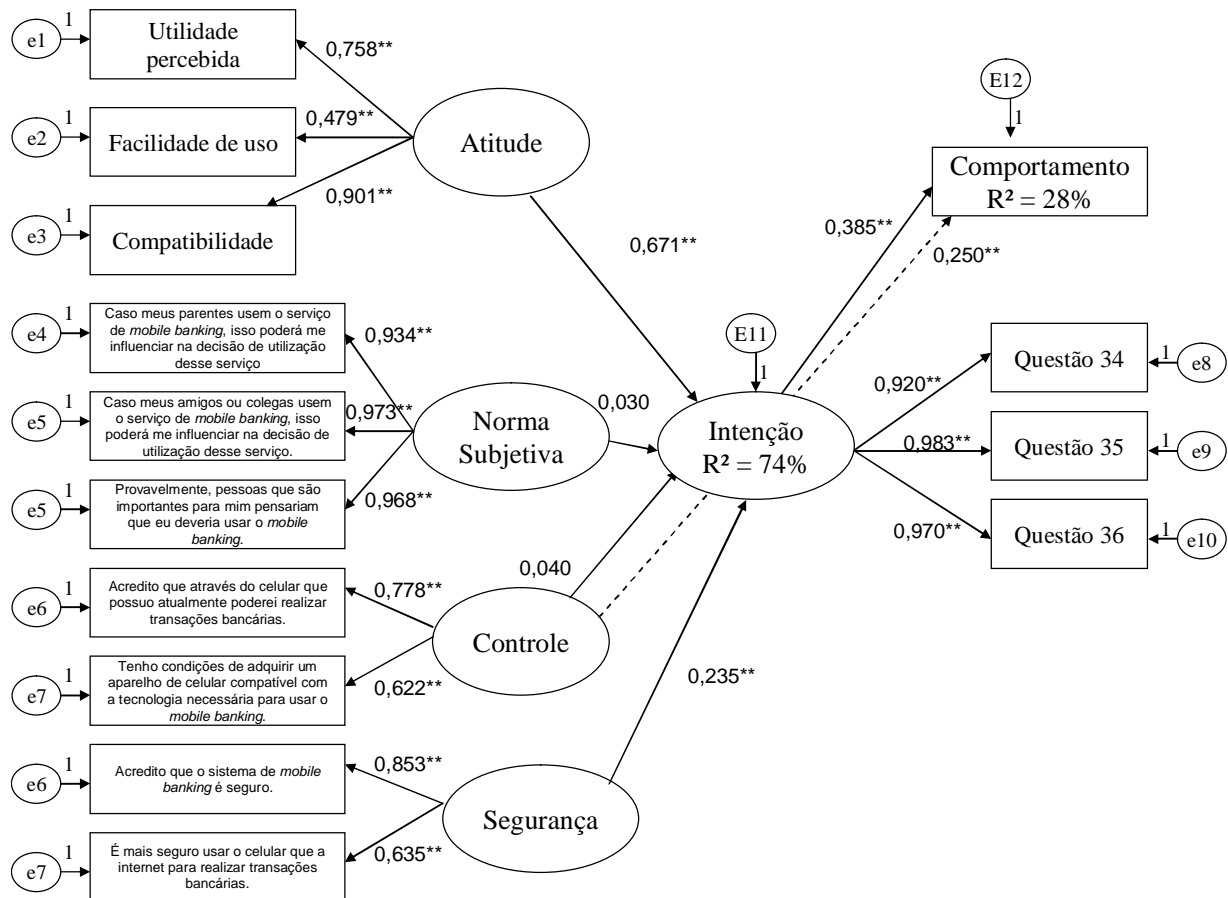 e1
1
Utilidade
percebida
0,758**
e2
1
Facilidade de uso
0,479**
e3
1
Compatibilidade
0,901**
Atitude
0,671**
e4
1
Caso meus parentes usem o serviço
de mobile banking, isso poderá me
influenciar na decisão de utilização
desse serviço
0,934**
e5
1
Caso meus amigos ou colegas usem
o serviço de mobile banking, isso
poderá me influenciar na decisão de
utilização desse serviço.
0,973**
e5
1
Provavelmente, pessoas que são
importantes para mim pensariam
que eu deveria usar o mobile
banking.
0,968**
Norma
Subjetiva
0,030
e6
1
Acredito que através do celular que
possuo atualmente poderei realizar
transações bancárias.
0,778**
e7
1
Tenho condições de adquirir um
aparelho de celular compatível com
a tecnologia necessária para usar o
mobile banking.
0,622**
Controle
0,040
e6
1
Acredito que o sistema de mobile
banking é seguro.
0,853**
e7
1
É mais seguro usar o celular que a
internet para realizar transações
bancárias.
0,635**
Segurança
0,235**
E11
1
Intenção
R² = 74%
E12
1
Comportamento
R² = 28%
0,385**
0,250**
0,920**
Questão 34
1
e8
0,983**
Questão 35
1
e9
0,970**
Questão 36
1
e10